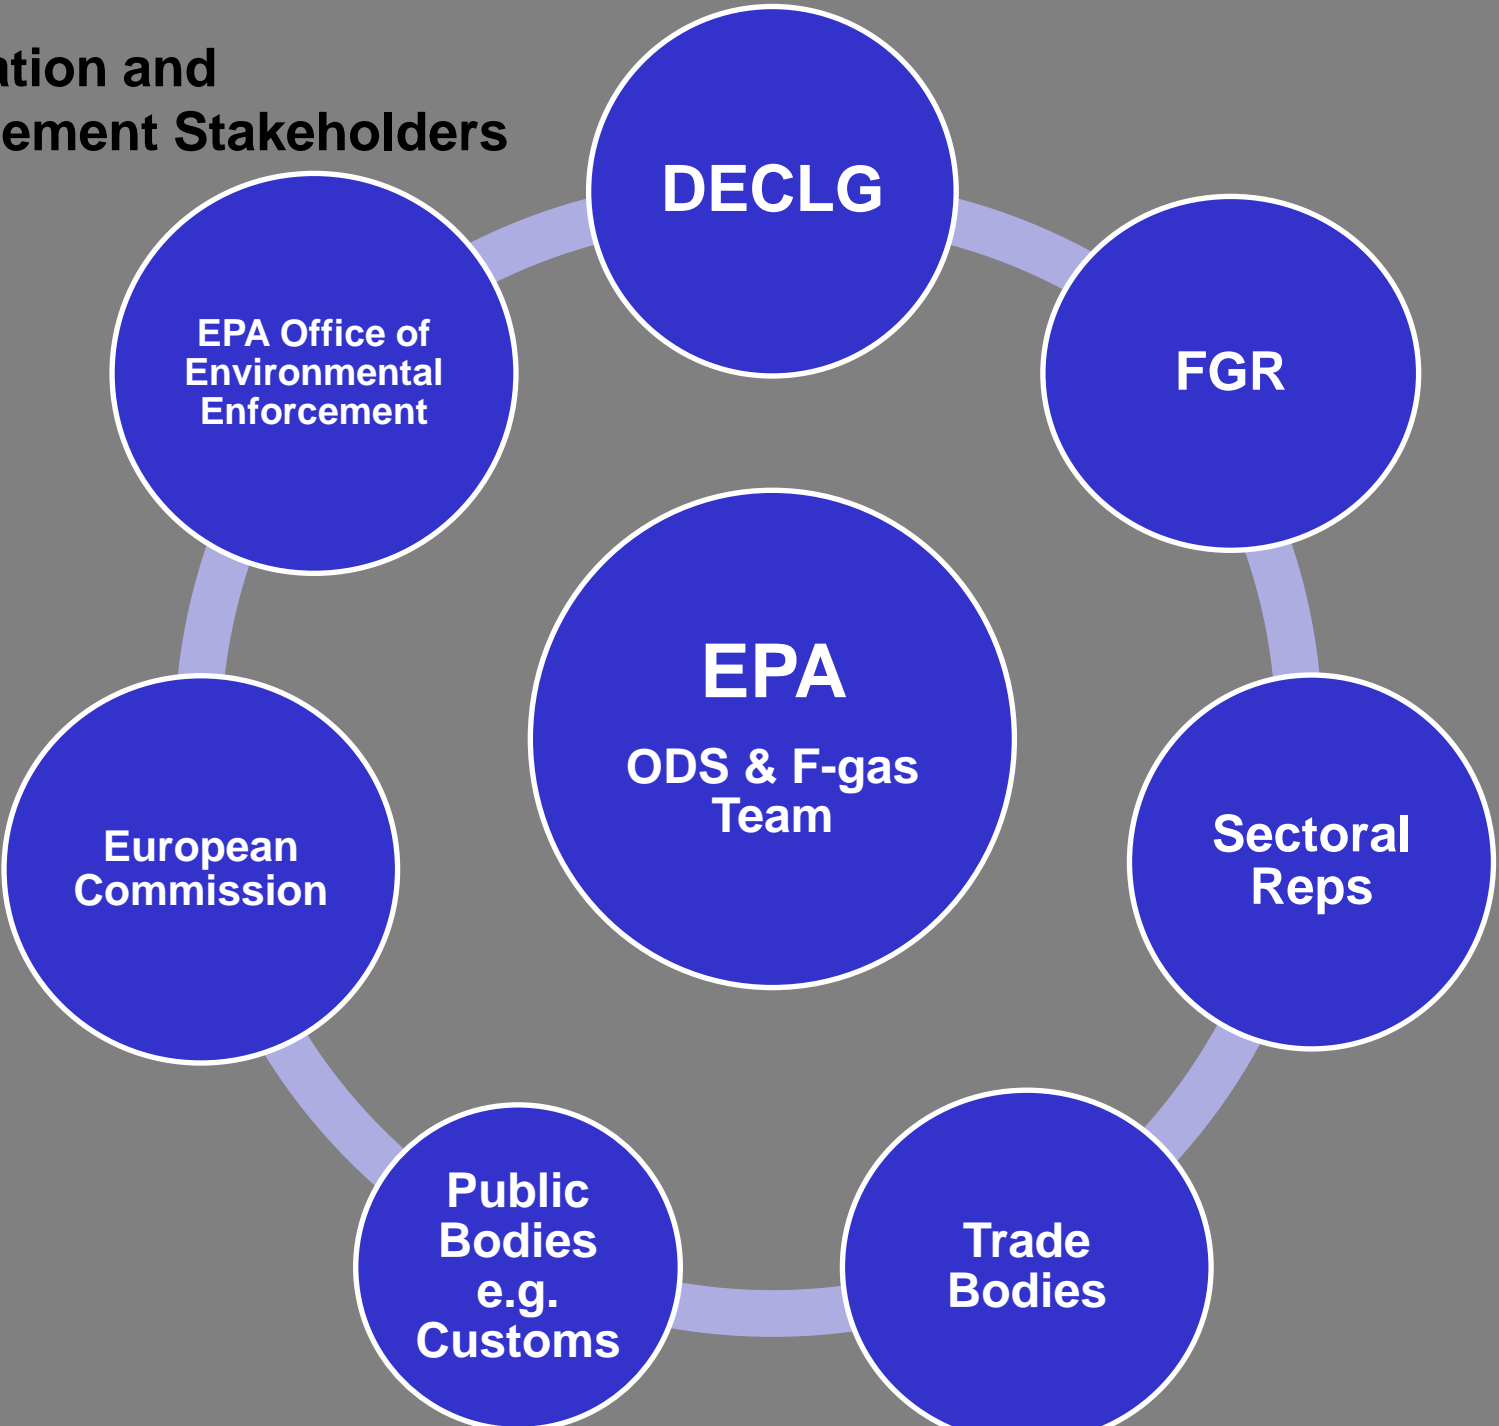 ation and
ement Stakeholders
DECLG
EPA Office of
Environmental
Enforcement
FGR
EPA
ODS & F-gas
Team
European
Commission
Sectoral
Reps
Public
Bodies
e.g.
Customs
Trade
Bodies